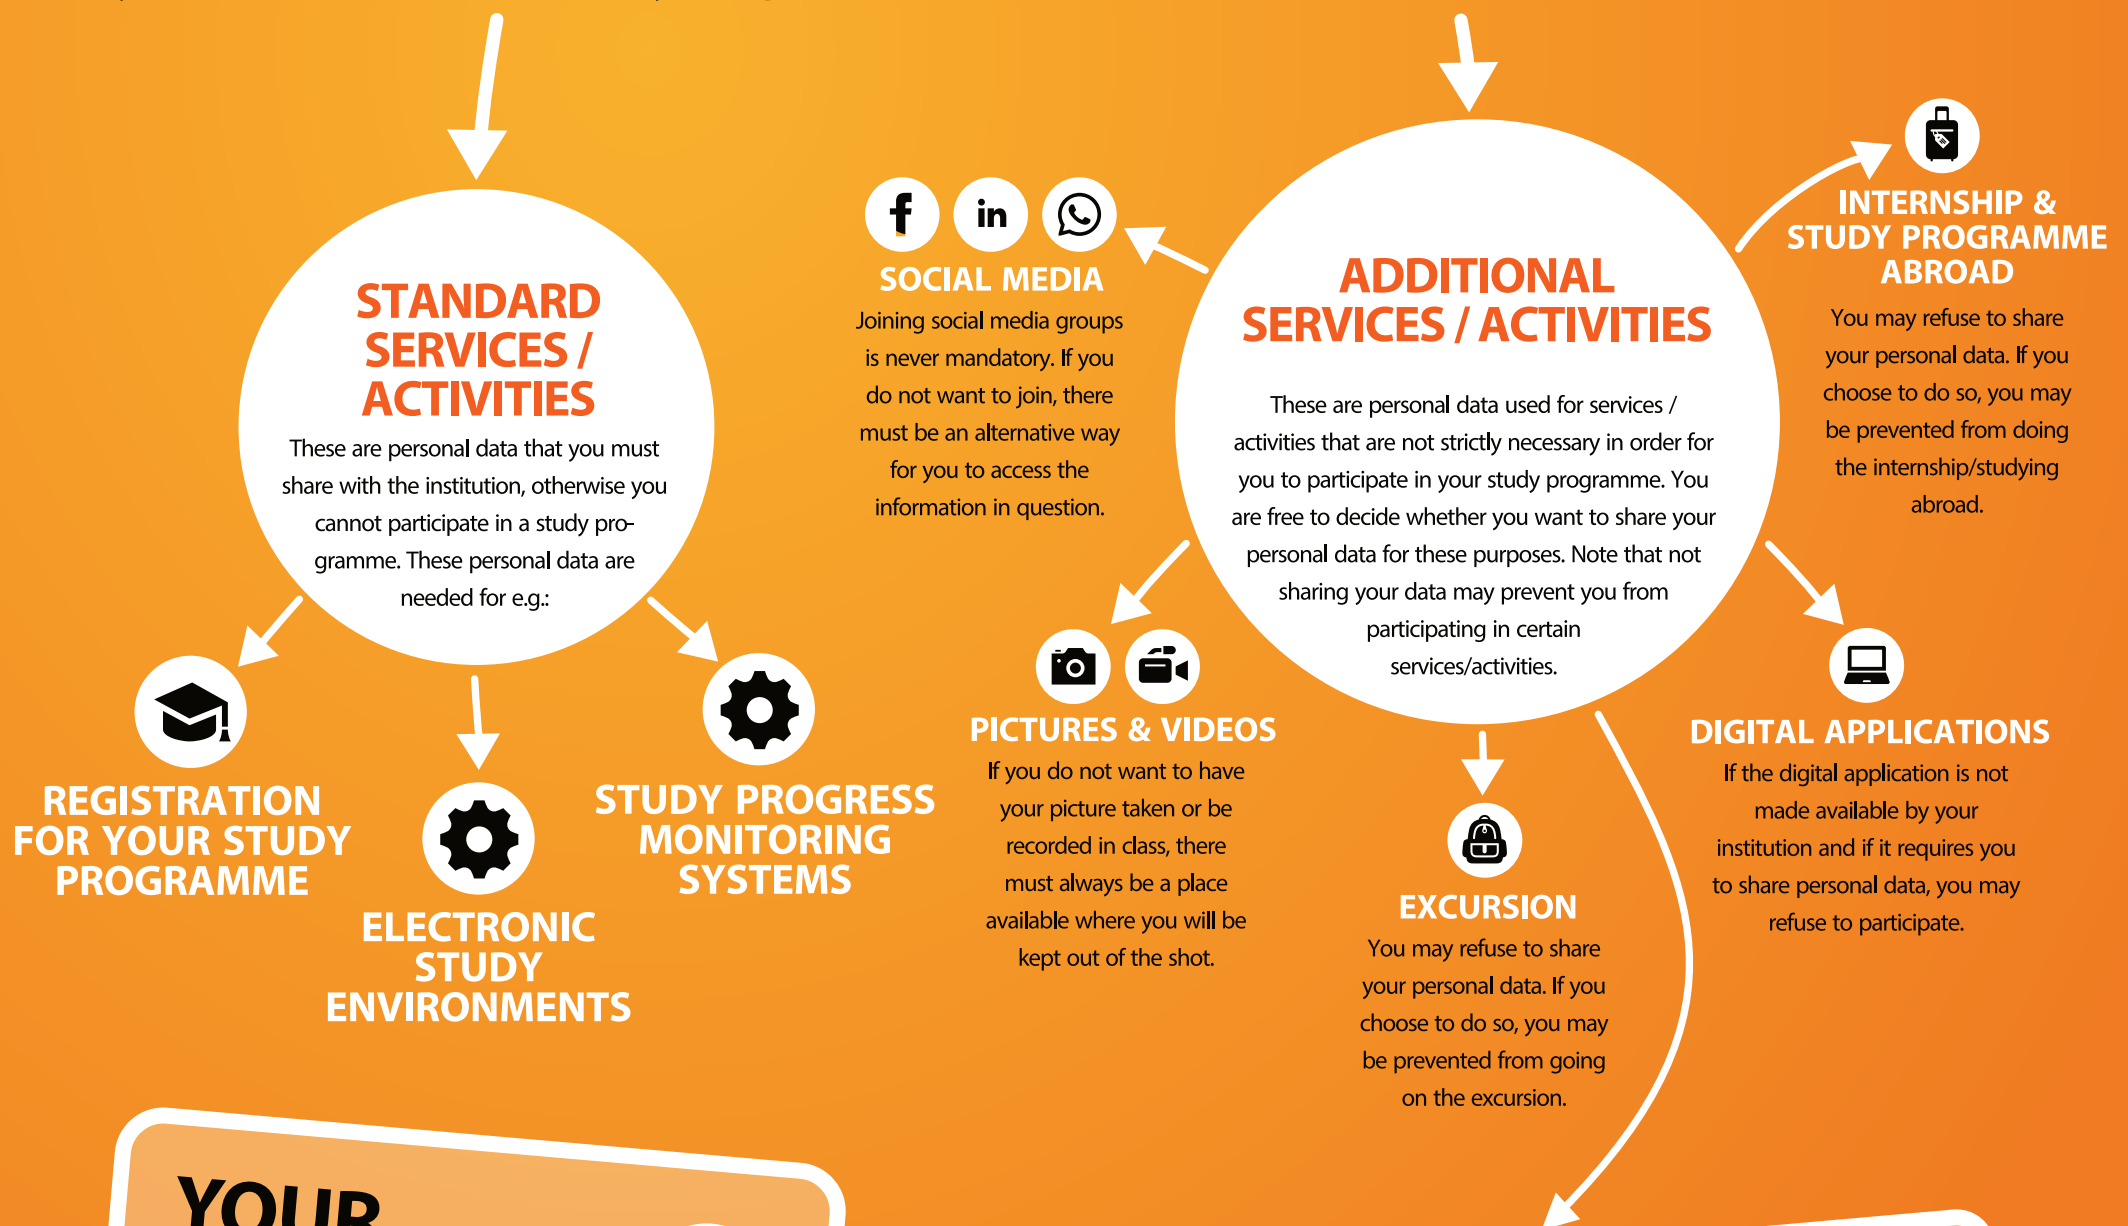 STANDARD
SERVICES /
ACTIVITIES
These are personal data that you must
share with the institution, otherwise you
cannot participate in a study pro-
gramme. These personal data are
needed for e.g.:
REGISTRATION
FOR YOUR STUDY
PROGRAMME
ELECTRONIC
STUDY
ENVIRONMENTS
STUDY PROGRESS
MONITORING
SYSTEMS
f
in
SOCIAL MEDIA
Joining social media groups
is never mandatory. If you
do not want to join, there
must be an alternative way
for you to access the
information in question.
ADDITIONAL
SERVICES / ACTIVITIES
These are personal data used for services /
activities that are not strictly necessary in order for
you to participate in your study programme. You
are free to decide whether you want to share your
personal data for these purposes. Note that not
sharing your data may prevent you from
participating in certain
services/activities.
INTERNSHIP &
STUDY PROGRAMME
ABROAD
You may refuse to share
your personal data. If you
choose to do so, you may
be prevented from doing
the internship/studying
abroad.
PICTURES & VIDEOS
If you do not want to have
your picture taken or be
recorded in class, there
must always be a place
available where you will be
kept out of the shot.
EXCURSION
You may refuse to share
your personal data. If you
choose to do so, you may
be prevented from going
on the excursion.
DIGITAL APPLICATIONS
If the digital application is not
made available by your
institution and if it requires you
to share personal data, you may
refuse to participate.
YOUR